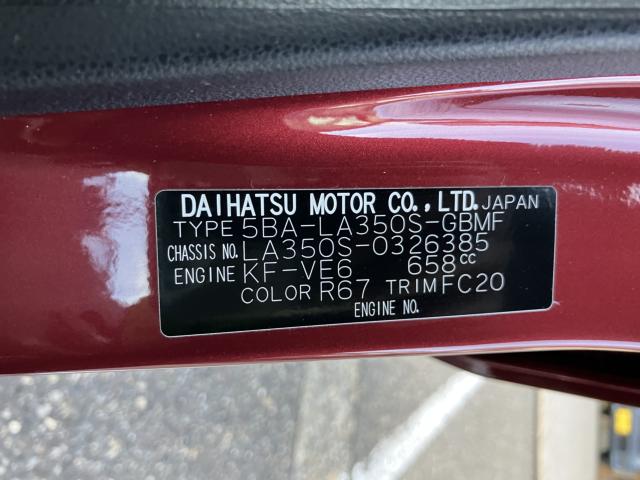 DAIHATSU MOTOR CO., LTD. JAPAN
TYPE 5BA-LA350S-GBMF
CHASSIS NO. LA350S-0326385
ENGINE KF-VE6 658cc
COLOR R67 TRIM FC20
ENGINE NO.